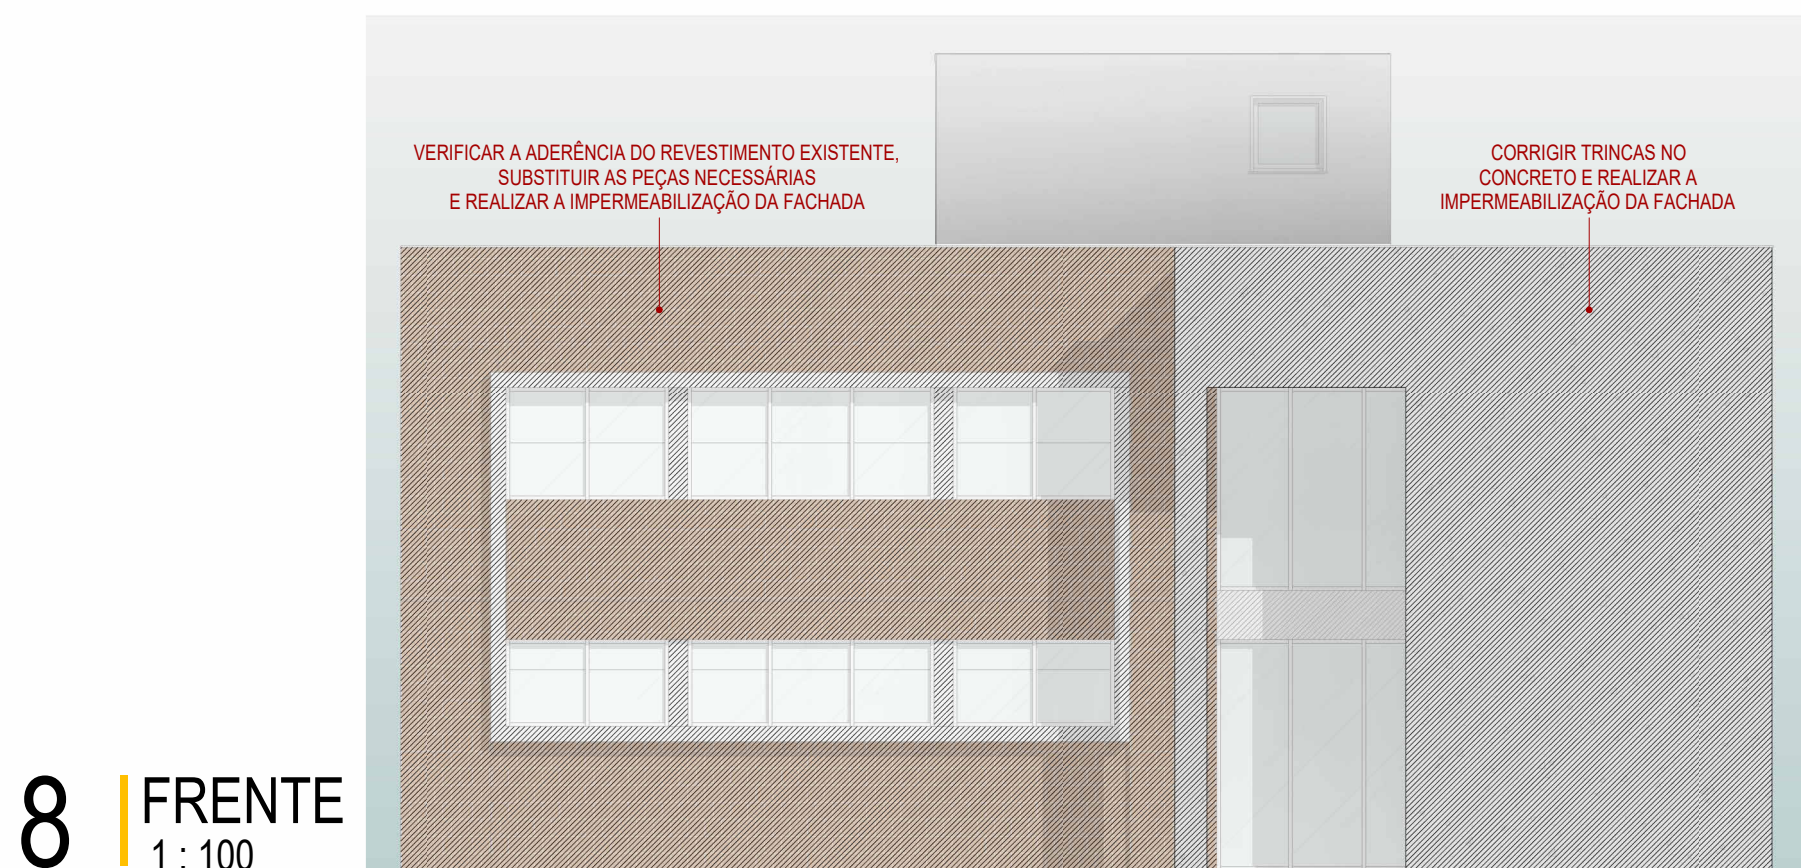 VERIFICAR A ADERÊNCIA DO REVESTIMENTO EXISTENTE,
SUBSTITUIR AS PEÇAS NECESSÁRIAS
E REALIZAR A IMPERMEABILIZAÇÃO DA FACHADA
CORRIGIR TRINCAS NO
CONCRETO E REALIZAR A
IMPERMEABILIZAÇÃO DA FACHADA
8
FRENTE
1 : 100